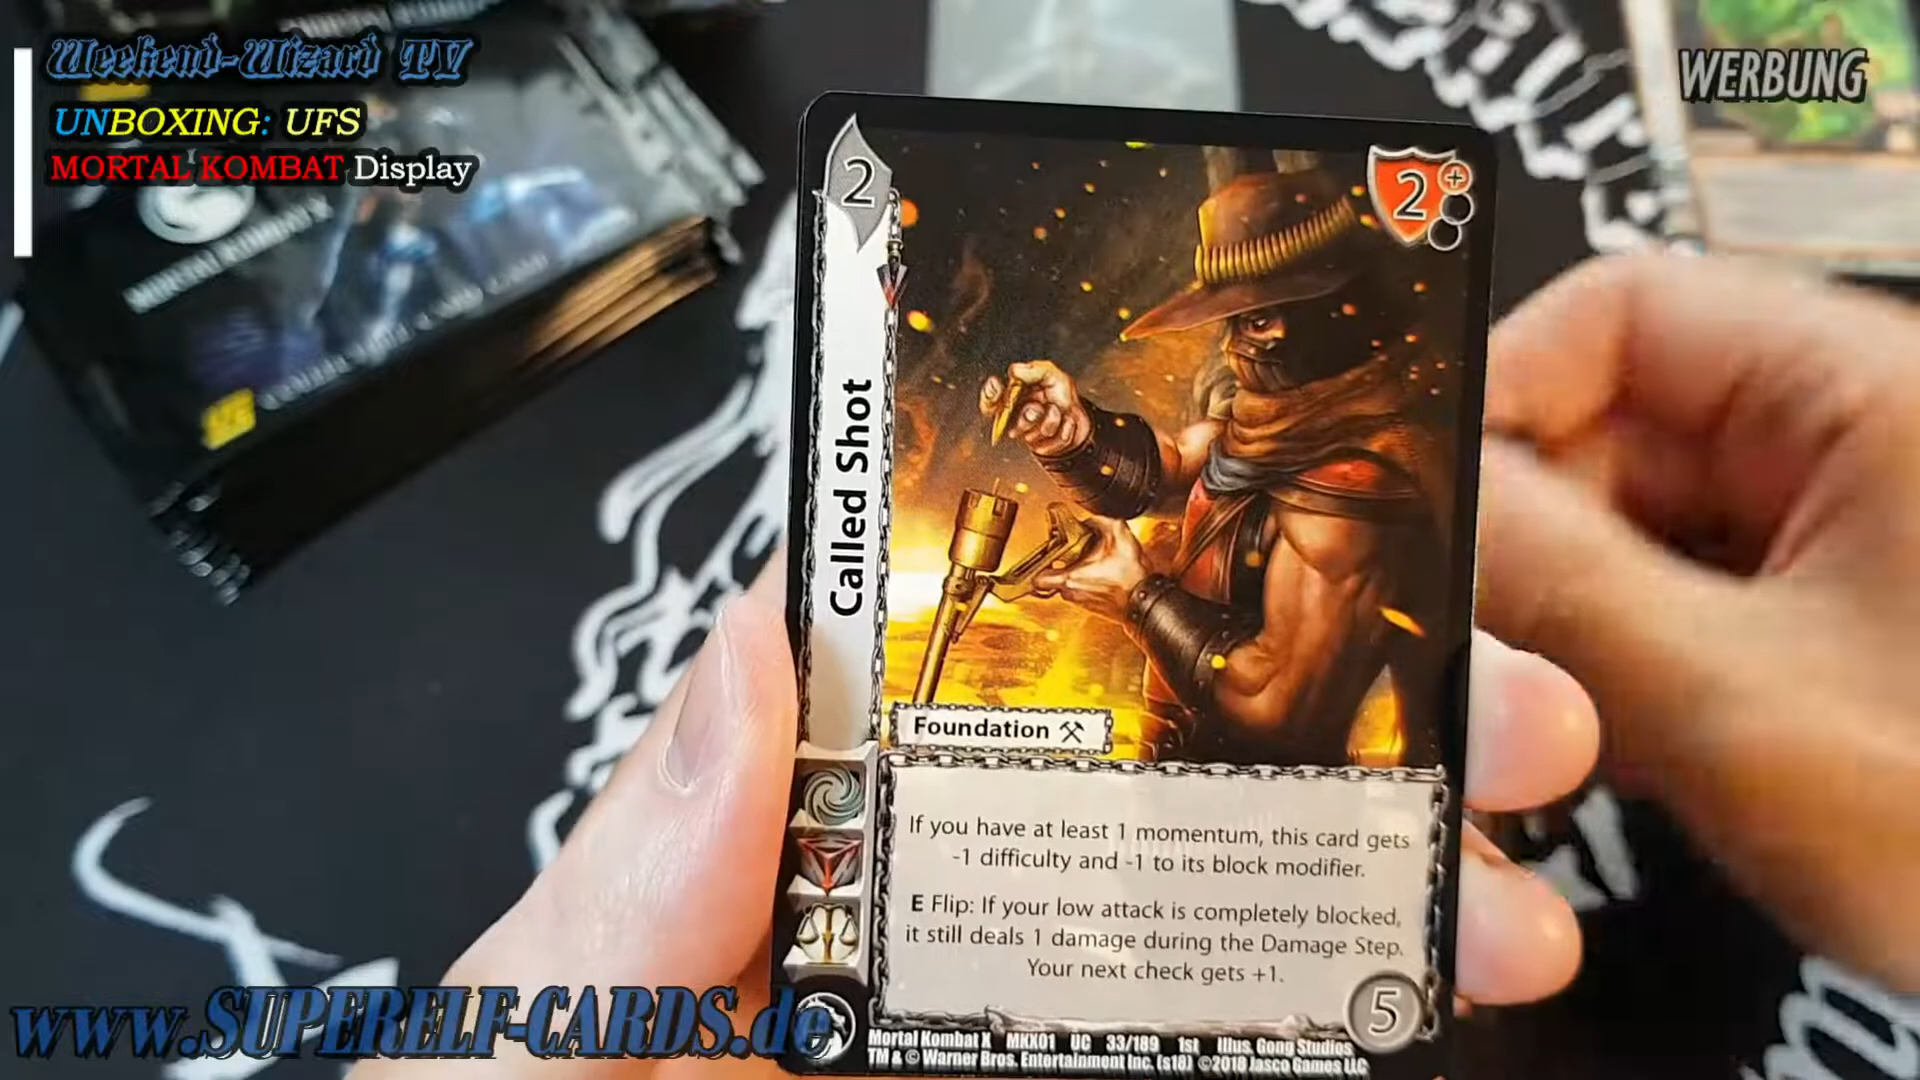 Weekend-Wizard TV
UNBOXING: UFS
MORTAL KOMBAT Display
WERBUNG
MORTAL KOMBAT X
UFS
2
2
+
Called Shot
Foundation
If you have at least 1 momentum, this card gets
-1 difficulty and -1 to its block modifier.
E Flip: If your low attack is completely blocked,
it still deals 1 damage during the Damage Step.
Your next check gets +1.
5
Mortal Kombat X MKX01 UC 33/189 1st Illus. Gong Studios
TM & © Warner Bros. Entertainment Inc. (s18) ©2018 Jasco Games LLC
www.SUPERELF-CARDS.de